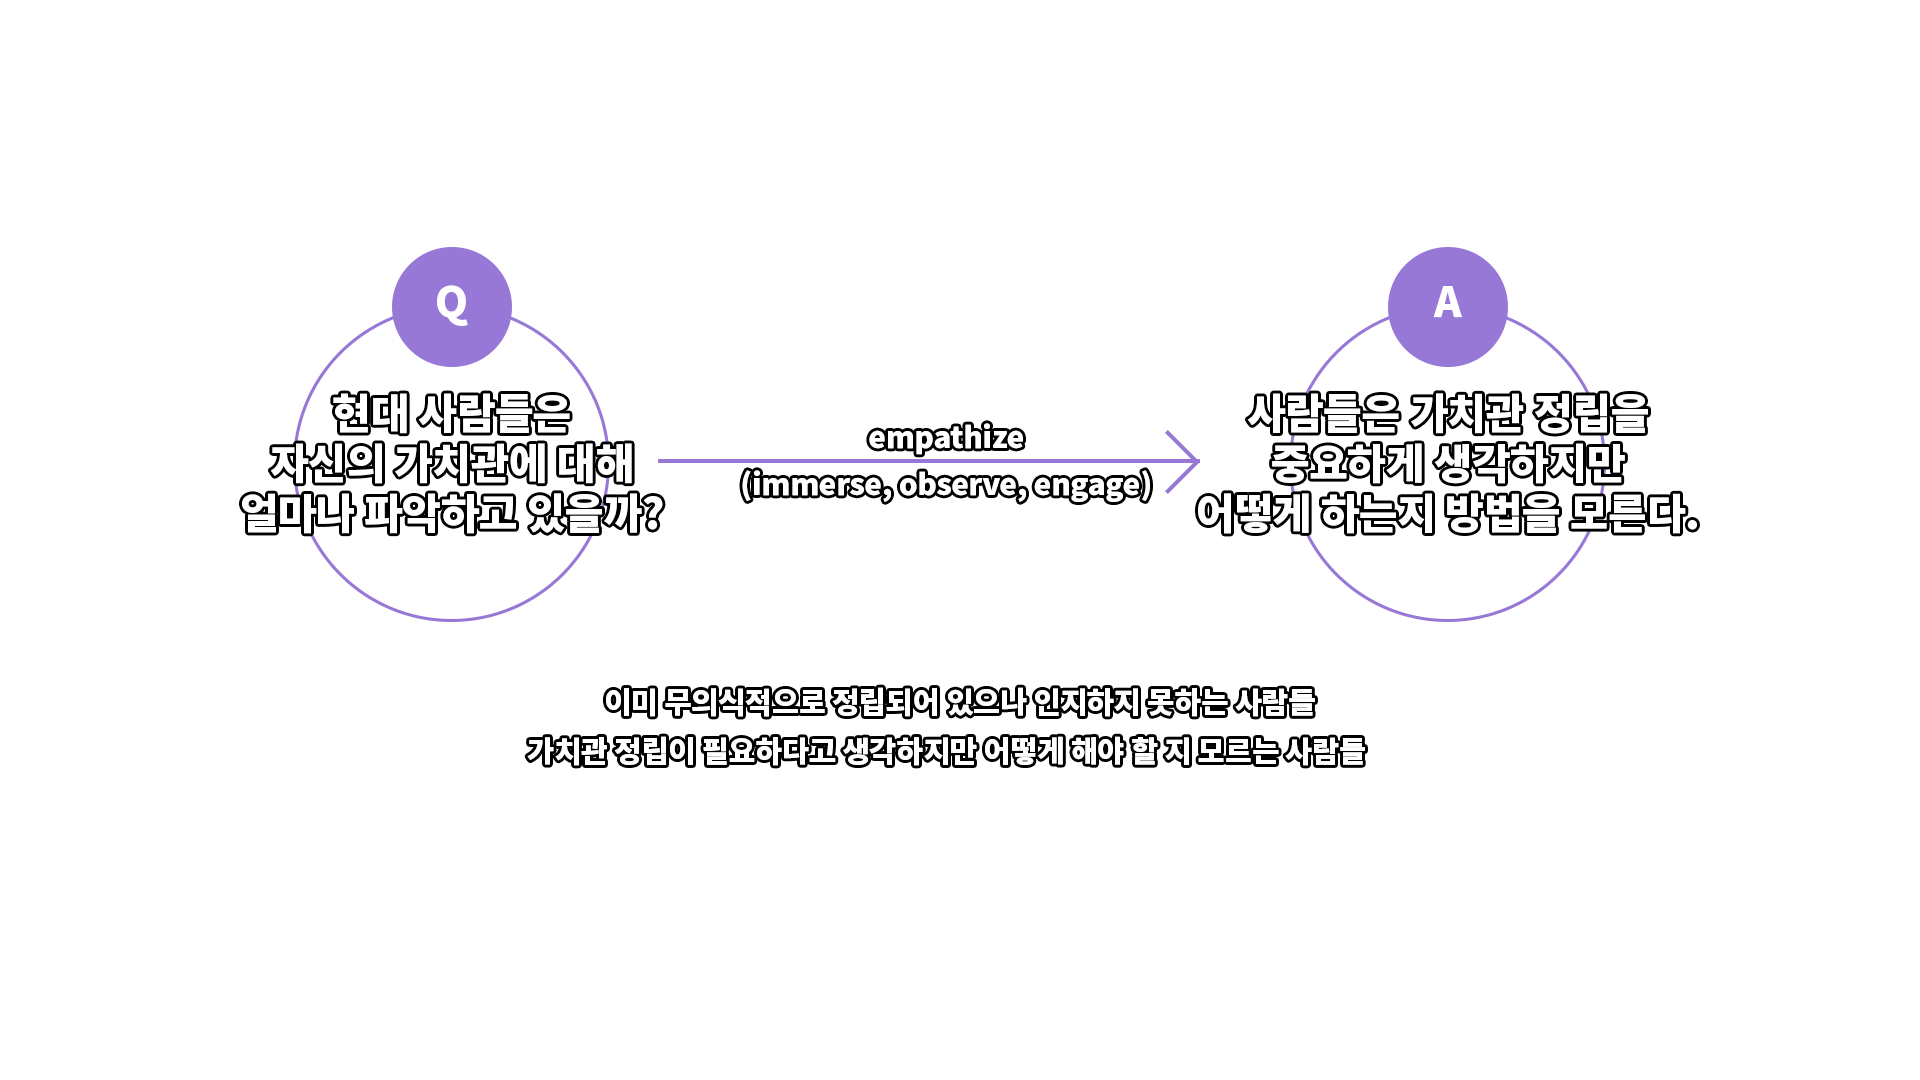 Q
현대 사람들은
자신의 가치관에 대해
얼마나 파악하고 있을까?
empathize
(immerse, observe, engage)
A
사람들은 가치관 정립을
중요하게 생각하지만
어떻게 하는지 방법을 모른다.
이미 무의식적으로 정립되어 있으나 인지하지 못하는 사람들
가치관 정립이 필요하다고 생각하지만 어떻게 해야 할 지 모르는 사람들